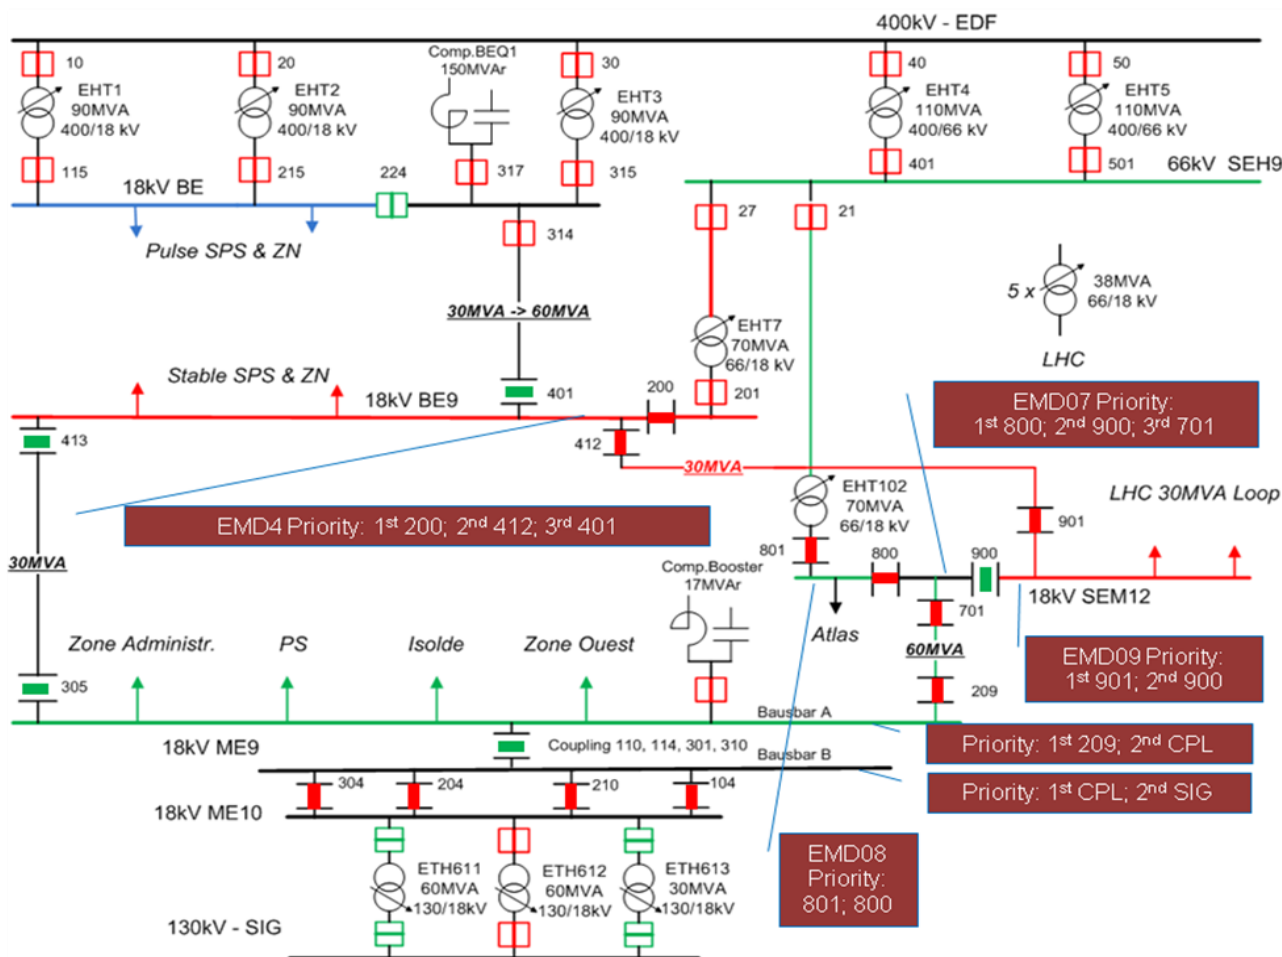 400kV - EDF
10
20
Comp.BEQ1
150MVAr
30
40
50
EHT1
90MVA
400/18 kV
EHT2
90MVA
400/18 kV
EHT3
90MVA
400/18 kV
EHT4
110MVA
400/66 kV
EHT5
110MVA
400/66 kV
115
215
224
317
315
401
501
66kV SEH9
18kV BE
27
21
314
Pulse SPS & ZN
5 x
38MVA
66/18 kV
LHC
30MVA -> 60MVA
EHT7
70MVA
66/18 kV
Stable SPS & ZN
18kV BE9
401
200
201
EMD07 Priority:
1st 800; 2nd 900; 3rd 701
413
412
30MVA
EHT102
70MVA
66/18 kV
LHC 30MVA Loop
EMD4 Priority: 1st 200; 2nd 412; 3rd 401
901
801
800
900
30MVA
Comp.Booster
17MVAr
18kV SEM12
Atlas
701
60MVA
Zone Administr.
PS
Isolde
Zone Ouest
EMD09 Priority:
1st 901; 2nd 900
305
209
Bausbar A
18kV ME9
Coupling 110, 114, 301, 310
Bausbar B
Priority: 1st 209; 2nd CPL
Priority: 1st CPL; 2nd SIG
304
204
210
104
18kV ME10
EMD08
Priority:
801; 800
ETH611
60MVA
130/18kV
ETH612
60MVA
130/18kV
ETH613
30MVA
130/18kV
130kV - SIG